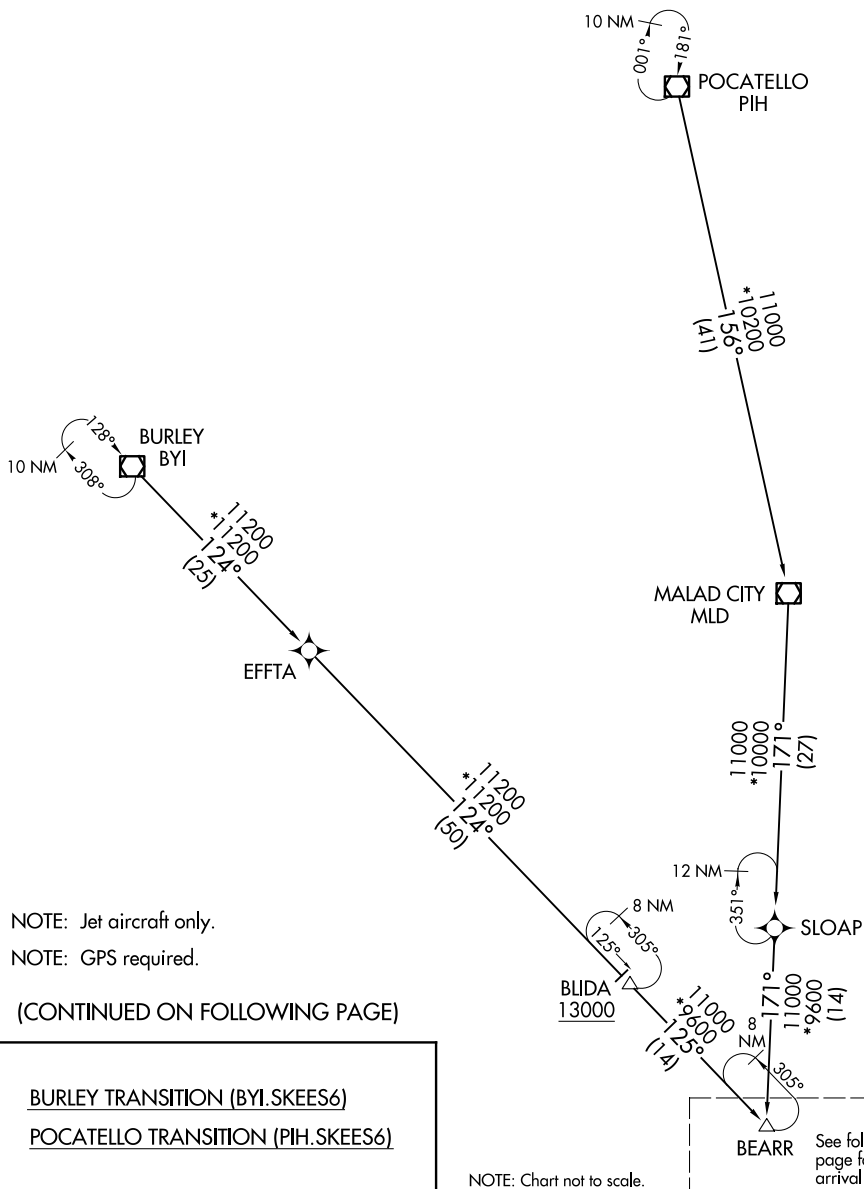 10 NM
001°
181°
POCATELLO
PIH
11000
*10200
156°
(41)
128°
308°
10 NM
BURLEY
BYI
11200
*11200
124°
(25)
MALAD CITY
MLD
EFFTA
11000
*10000
171°
(27)
11200
*11200
124°
(50)
12 NM
351°
SLOAP
8 NM
305°
125°
BLIDA
13000
171°
11000
*9600
(14)
11000
*9600
125°
(14)
8
NM
305°
BEARR
NOTE: Jet aircraft only.
NOTE: GPS required.
(CONTINUED ON FOLLOWING PAGE)
BURLEY TRANSITION (BYI.SKEES6)
POCATELLO TRANSITION (PIH.SKEES6)
NOTE: Chart not to scale.
See
page
arrival